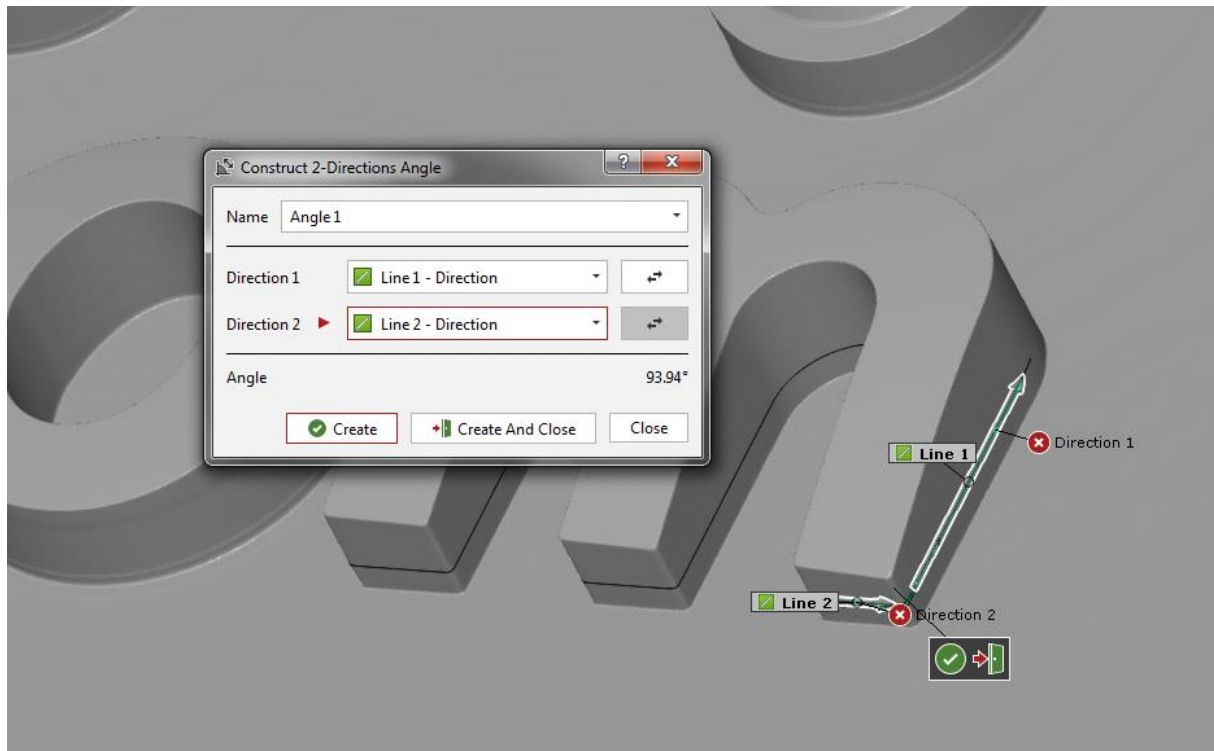 Construct 2-Directions Angle
Name Angle 1
Direction 1 Line 1 - Direction
Direction 2 Line 2 - Direction
Angle 93.94°
Create Create And Close Close
Line 1 Direction 1
Line 2 Direction 2